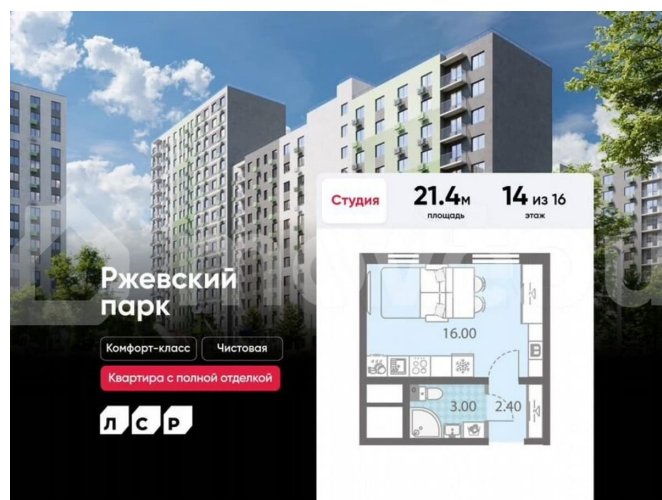 Студия
21.4м
площадь
14 из 16
этаж
Ржевский
парк
Комфорт-класс
Чистовая
Квартира с полной отделкой
ЛСР
16.00
3.00
2.40